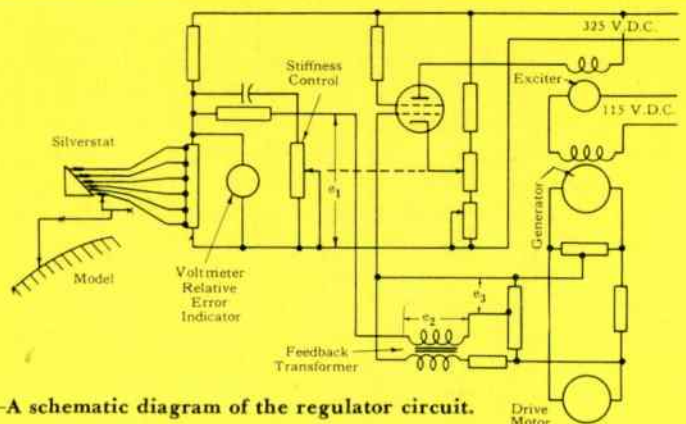 325 V.D.C.
Stiffness
Control
Exciter
115 V.D.C.
Silverstat
e1
Generator
Voltmeter
Relative
Error
Indicator
Model
e3
e2
Feedback
Transformer
Drive
Motor
-A schematic diagram of the regulator circuit.